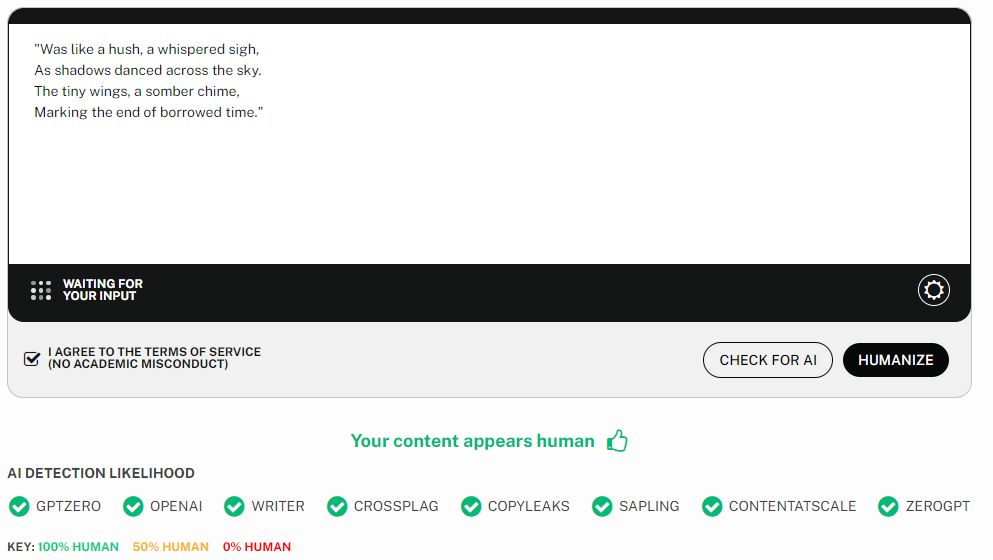 "Was like a hush, a whispered sigh,
As shadows danced across the sky.
The tiny wings, a somber chime,
Marking the end of borrowed time."
WAITING FOR
YOUR INPUT
I AGREE TO THE TERMS OF SERVICE
(NO ACADEMIC MISCONDUCT)
CHECK FOR AI
HUMANIZE
Your content appears human
AI DETECTION LIKELIHOOD
GPTZERO OPENAI WRITER CROSSPLAG COPYLEAKS SAPLING CONTENTATSCALE ZEROGPT
KEY: 100% HUMAN 50% HUMAN 0% HUMAN